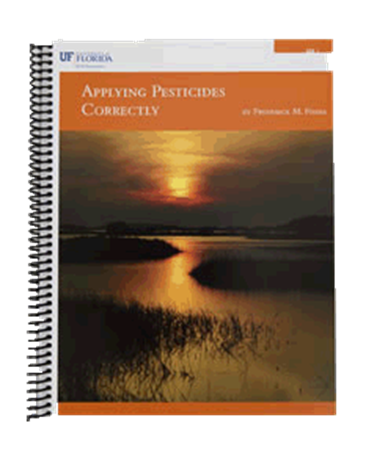 UF
FLORIDA
APPLYING PESTICIDES
CORRECTLY
BY FREDERICK M. FISHEL